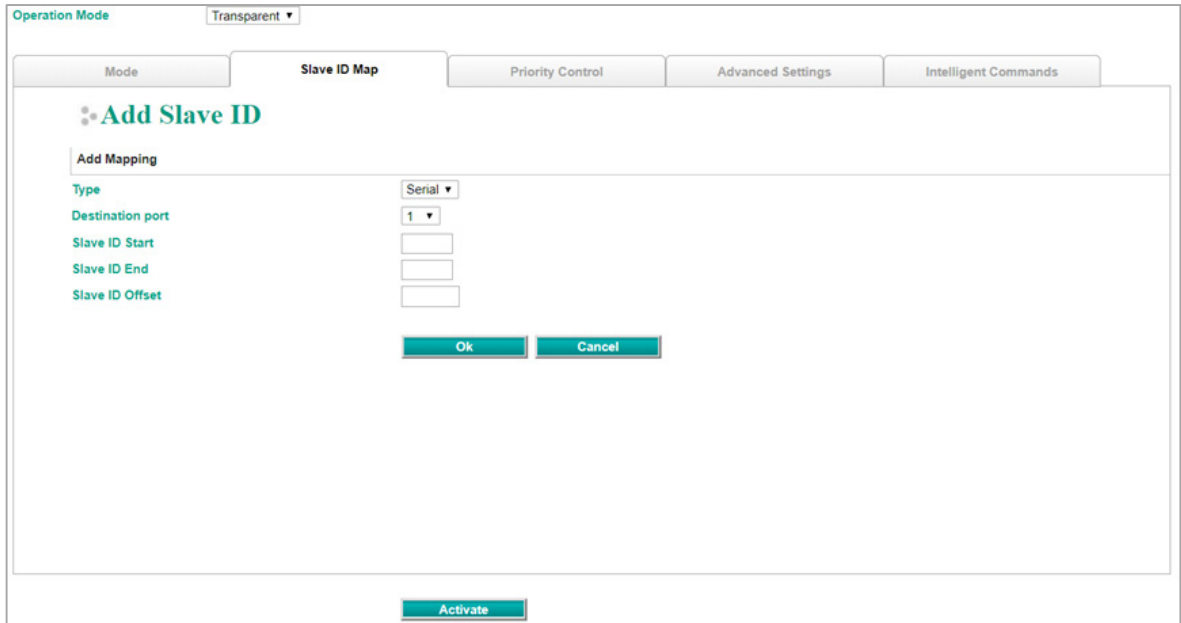 Operation Mode Transparent
Mode Slave ID Map Priority Control Advanced Settings Intelligent Commands
Add Slave ID
Add Mapping
Type Serial
Destination port 1
Slave ID Start
Slave ID End
Slave ID Offset
Ok Cancel
Activate